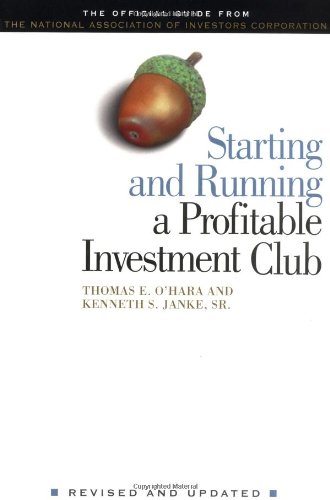 THE OFFICIAL GUIDE FROM
THE NATIONAL ASSOCIATION OF INVESTORS CORPORATION
Starting
and Running
a Profitable
Investment Club
THOMAS E. O'HARA AND
KENNETH S. JANKE, SR.
■ REVISED AND UPDATED ■